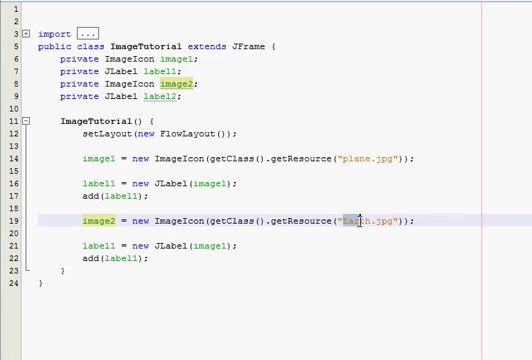 1
2
3 import ...
5 public class ImageTutorial extends JFrame {
6 private ImageIcon image1;
7 private JLabel label1;
8 private ImageIcon image2;
9 private JLabel label2;
10
11 ImageTutorial() {
12 setLayout(new FlowLayout());
13
14 image1 = new ImageIcon(getClass().getResource("plane.jpg"));
15
16 label1 = new JLabel(image1);
17 add(label1);
18
19 image2 = new ImageIcon(getClass().getResource("Earth.jpg"));
20
21 label1 = new JLabel(image1);
22 add(label1);
23 }
24 }